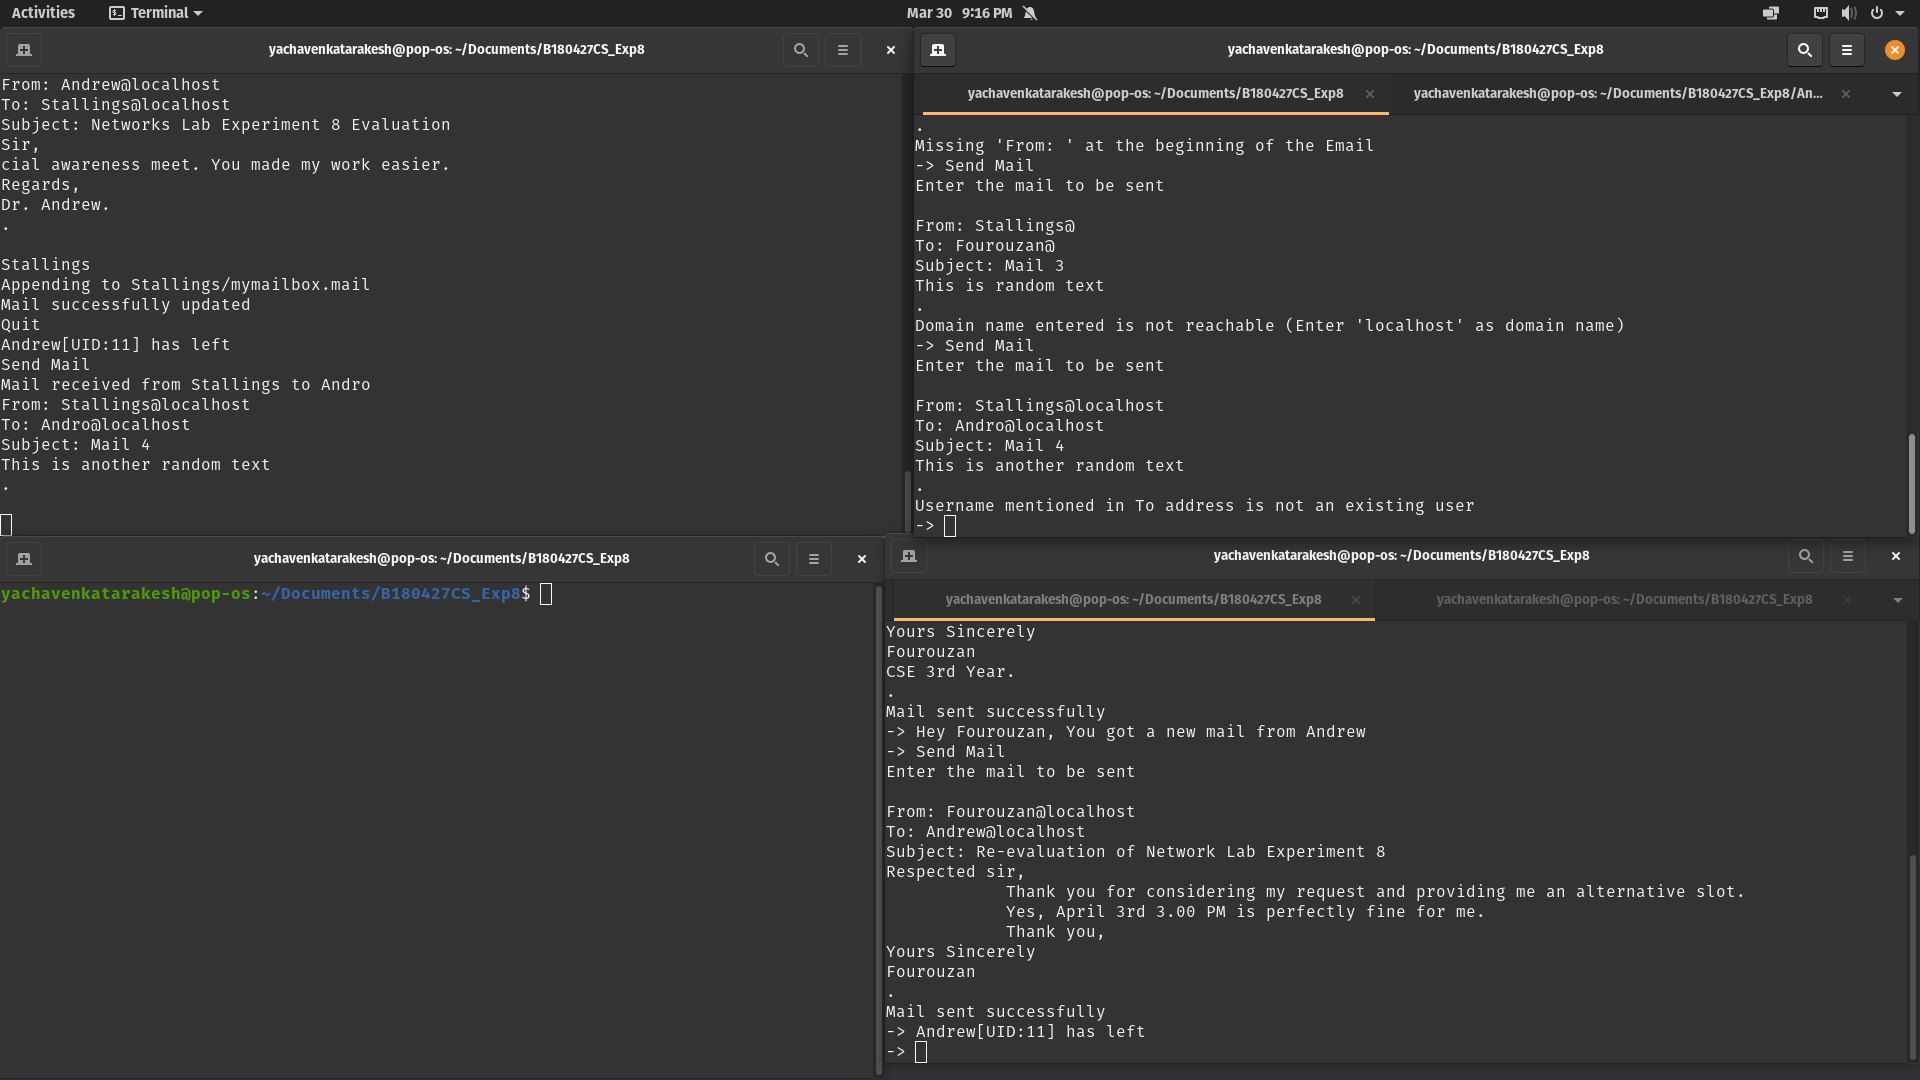 Activities
Terminal
Mar 30 9:16 PM
yachavenkatarakesh@pop-os: ~/Documents/B180427CS_Exp8
From: Andrew@localhost
To: Stallings@localhost
Subject: Networks Lab Experiment 8 Evaluation
Sir,
cial awareness meet. You made my work easier.
Regards,
Dr. Andrew.
.
Stallings
Appending to Stallings/mymailbox.mail
Mail successfully updated
Quit
Andrew[UID:11] has left
Send Mail
Mail received from Stallings to Andro
From: Stallings@localhost
To: Andro@localhost
Subject: Mail 4
This is another random text
.
yachavenkatarakesh@pop-os: ~/Documents/B180427CS_Exp8
yachavenkatarakesh@pop-os: ~/Documents/B180427CS_Exp8
yachavenkatarakesh@pop-os: ~/Documents/B180427CS_Exp8/An...
.
Missing 'From: ' at the beginning of the Email
-> Send Mail
Enter the mail to be sent
From: Stallings@
To: Fourouzan@
Subject: Mail 3
This is random text
.
Domain name entered is not reachable (Enter 'localhost' as domain name)
-> Send Mail
Enter the mail to be sent
From: Stallings@localhost
To: Andro@localhost
Subject: Mail 4
This is another random text
.
Username mentioned in To address is not an existing user
->
yachavenkatarakesh@pop-os: ~/Documents/B180427CS_Exp8
yachavenkatarakesh@pop-os:~/Documents/B180427CS_Exp8$
yachavenkatarakesh@pop-os: ~/Documents/B180427CS_Exp8
yachavenkatarakesh@pop-os: ~/Documents/B180427CS_Exp8
yachavenkatarakesh@pop-os: ~/Documents/B180427CS_Exp8
Yours Sincerely
Fourouzan
CSE 3rd Year.
.
Mail sent successfully
-> Hey Fourouzan, You got a new mail from Andrew
-> Send Mail
Enter the mail to be sent
From: Fourouzan@localhost
To: Andrew@localhost
Subject: Re-evaluation of Network Lab Experiment 8
Respected sir,
Thank you for considering my request and providing me an alternative slot.
Yes, April 3rd 3.00 PM is perfectly fine for me.
Thank you,
Yours Sincerely
Fourouzan
.
Mail sent successfully
-> Andrew[UID:11] has left
->